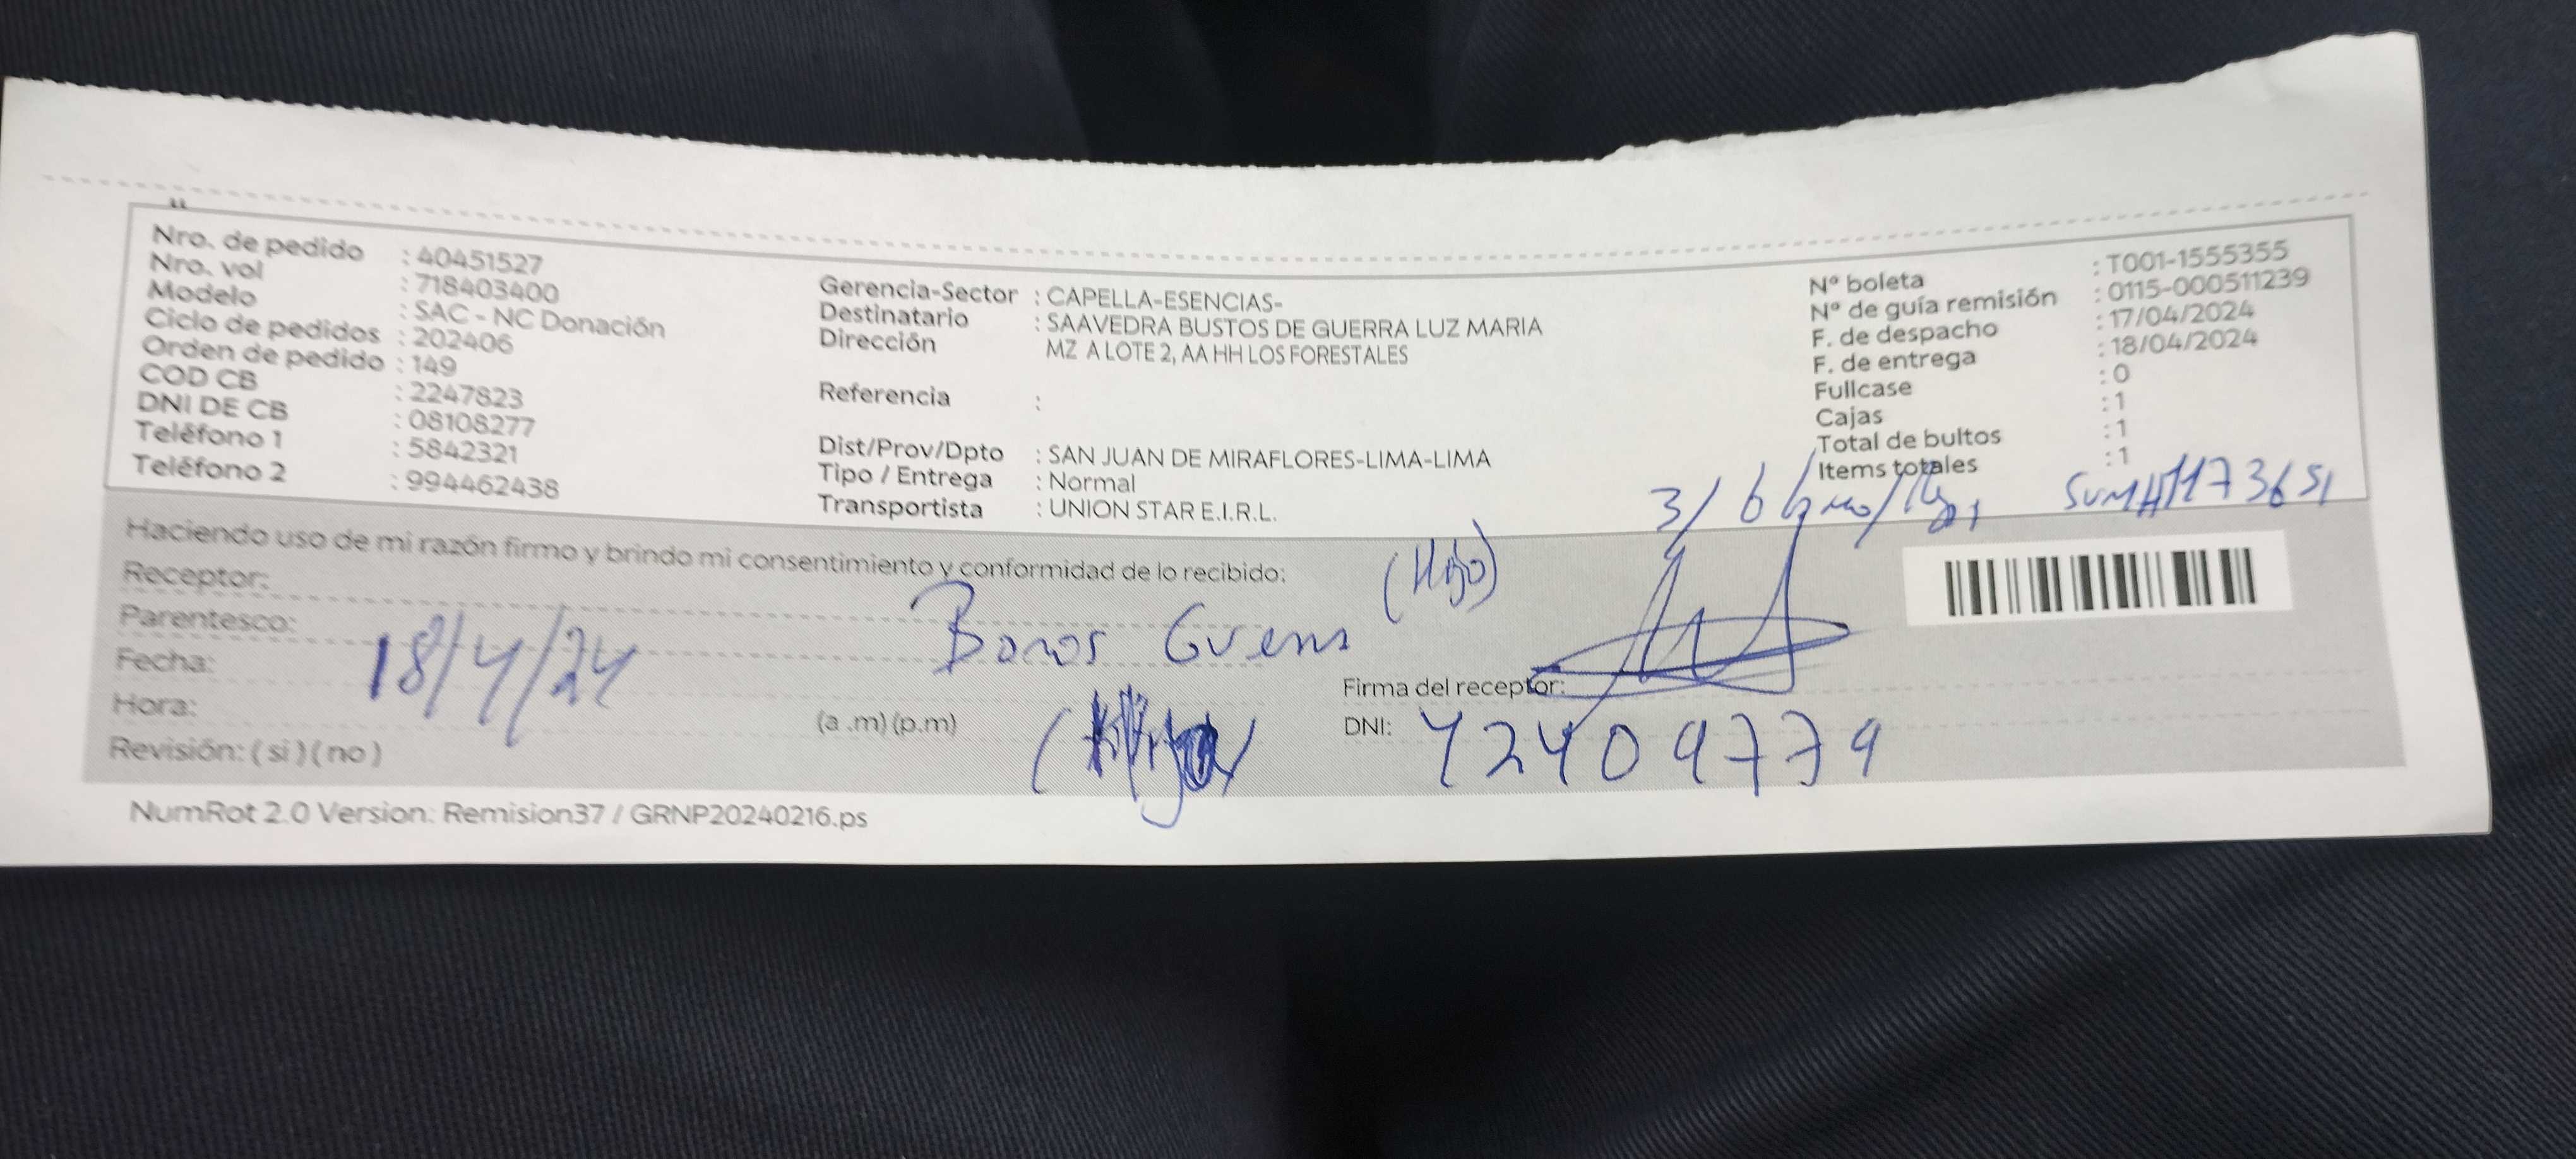 Nro. de pedido : 40451527
Nro. vol : 718403400
Modelo : SAC - NC Donación
Ciclo de pedidos : 202406
Orden de pedido : 149
COD CB : 2247823
DNI DE CB : 08108277
Teléfono 1 : 5842321
Teléfono 2 : 994462438
Gerencia-Sector : CAPELLA-ESENCIAS-
Destinatario : SAAVEDRA BUSTOS DE GUERRA LUZ MARIA
Dirección MZ A LOTE 2, AA HH LOS FORESTALES
Referencia :
Dist/Prov/Dpto : SAN JUAN DE MIRAFLORES-LIMA-LIMA
Tipo / Entrega : Normal
Transportista : UNION STAR E.I.R.L.
Nº boleta : T001-1555355
Nº de guía remisión : 0115-000511239
F. de despacho : 17/04/2024
F. de entrega : 18/04/2024
Fullcase : 0
Cajas : 1
Total de bultos : 1
Items totales : 1
Haciendo uso de mi razón firmo y brindo mi consentimiento y conformidad de lo recibido:
(Hijo)
Receptor:
Parentesco:
Fecha: 18/4/24
Hora: (a .m) (p.m)
Revisión: ( si ) ( no )
Firma del receptor:
DNI: 42409779
NumRot 2.0 Version: Remision37 / GRNP20240216.ps